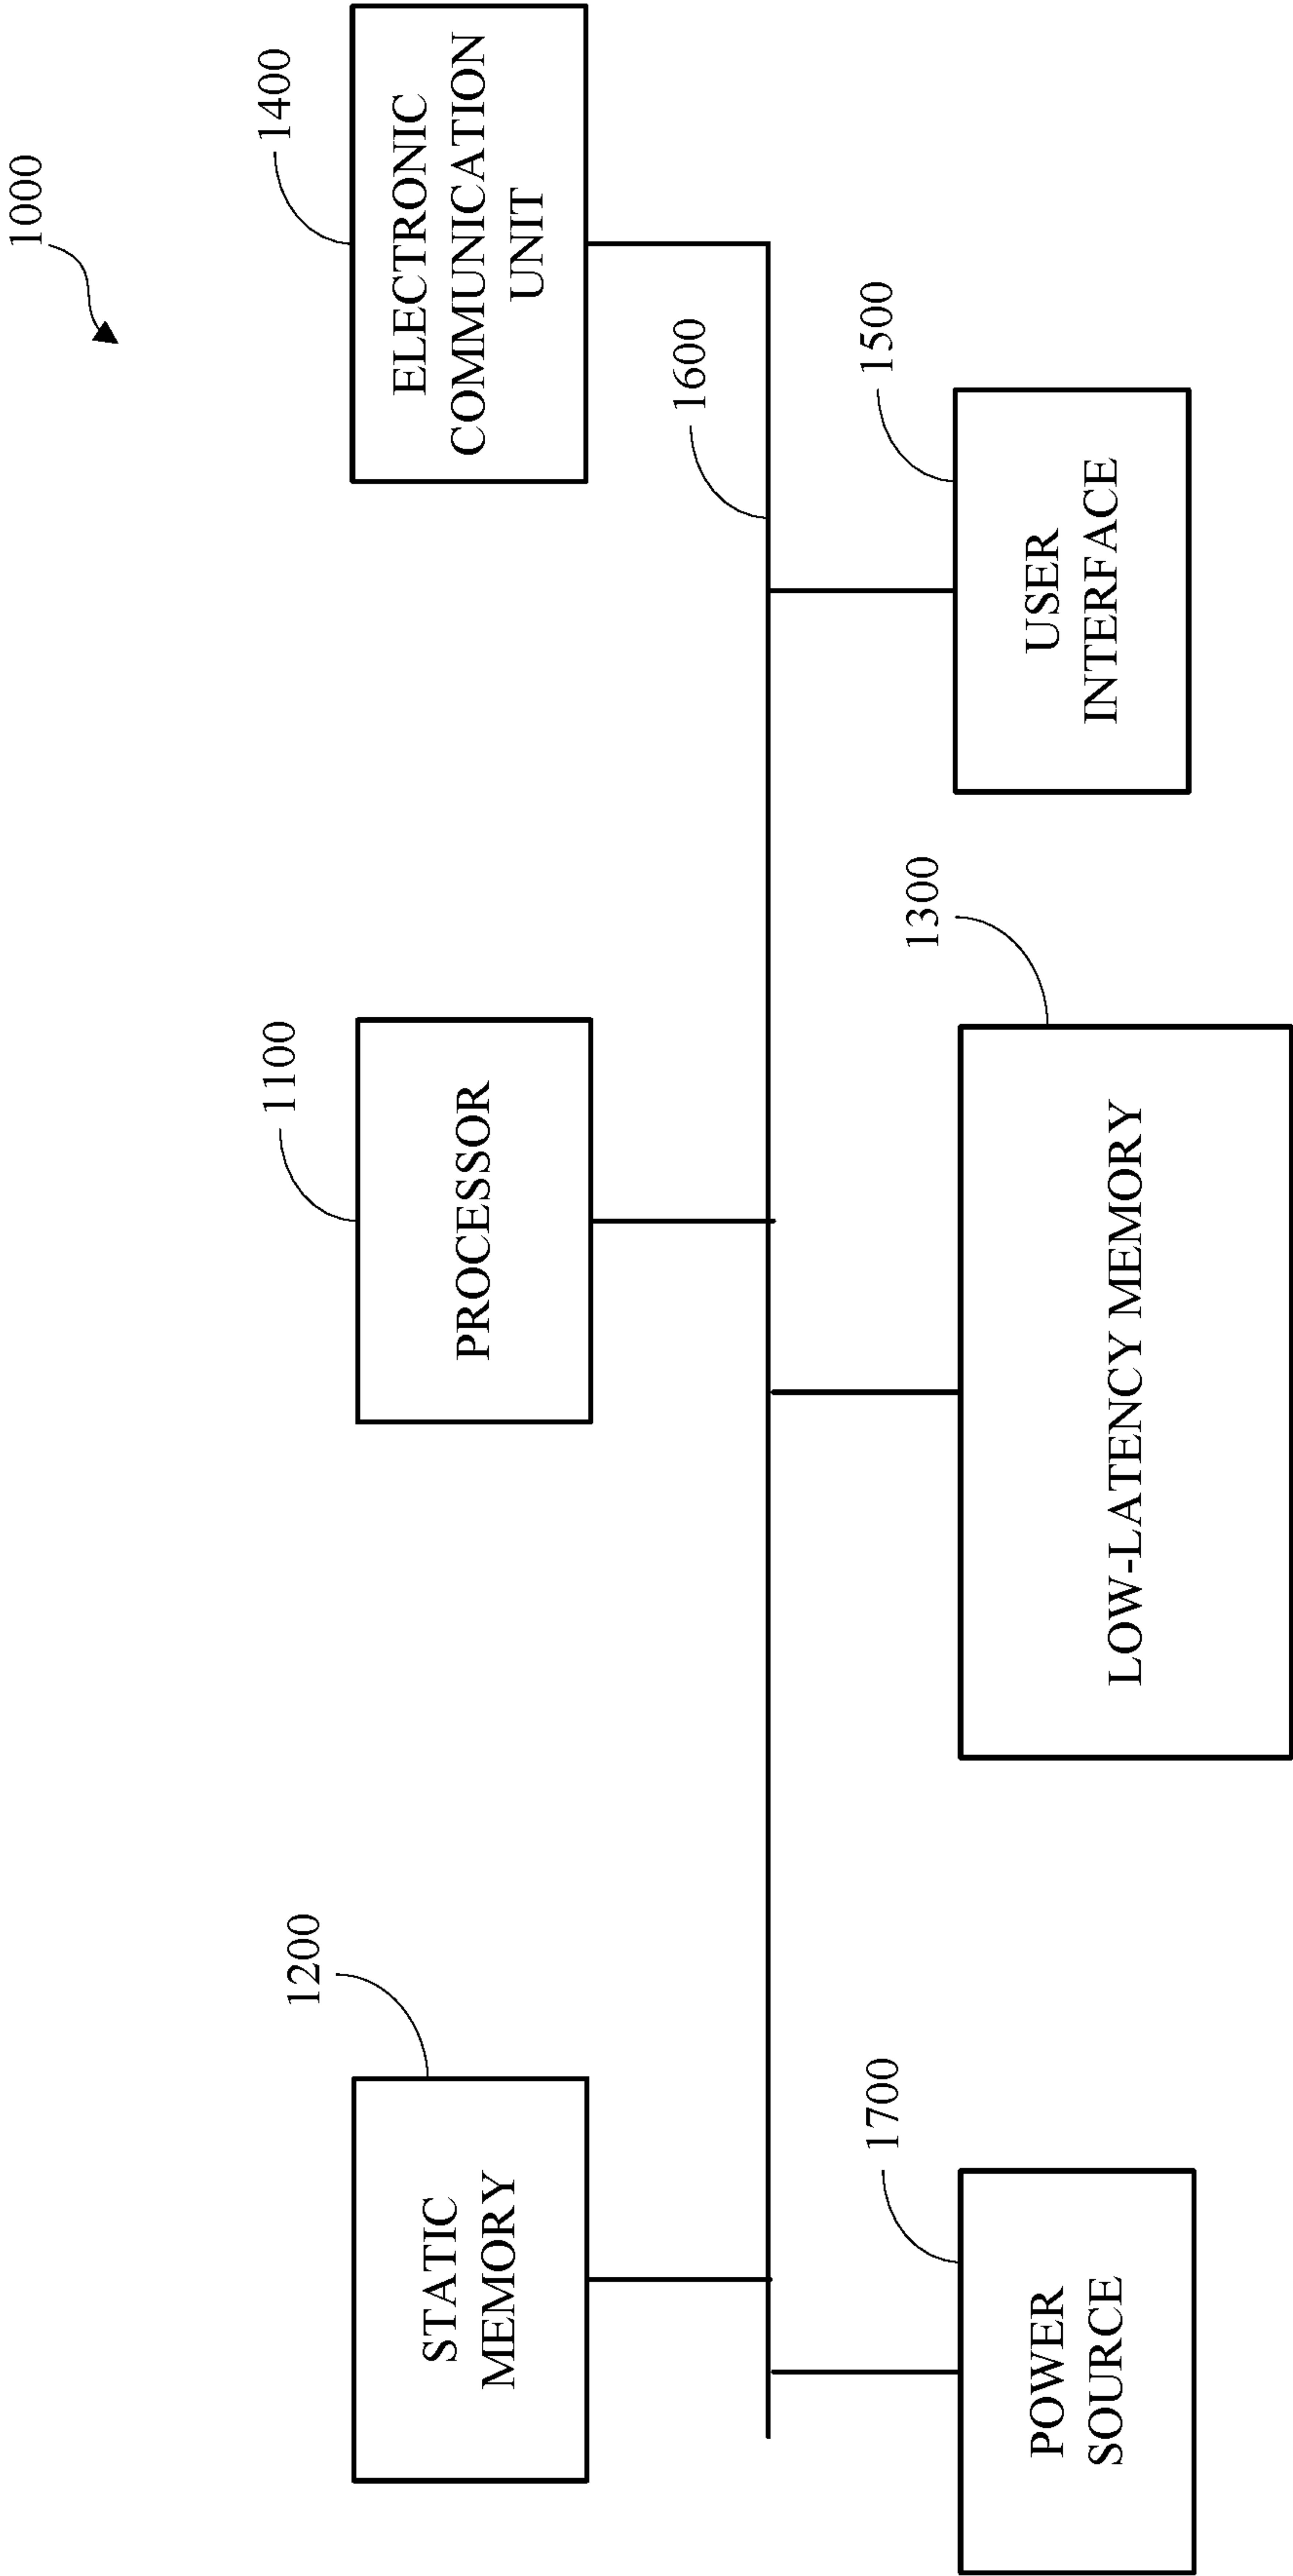 1000
1200
STATIC
MEMORY
1100
PROCESSOR
1400
ELECTRONIC
COMMUNICATION
UNIT
1600
1700
POWER
SOURCE
1300
LOW-LATENCY MEMORY
1500
USER
INTERFACE